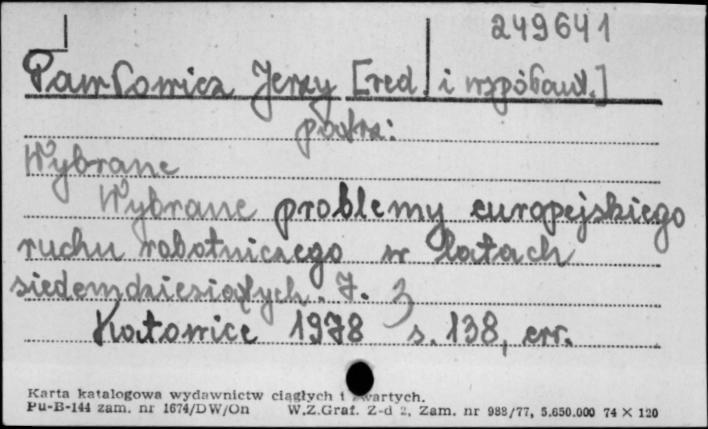 249641
Pawłowicz Jerzy [red. i współaut.]
patrz:
Wybrane
Wybrane problemy europejskiego
ruchu robotniczego w latach
siedemdziesiątych. T. 3
Katowice 1978 s. 138, err.
Karta katalogowa wydawnictw ciągłych i zwartych.
Pu-B-144 zam. nr 1674/DW/On W.Z.Graf. Z-d 2, Zam. nr 988/77, 5.650.000 74 × 120